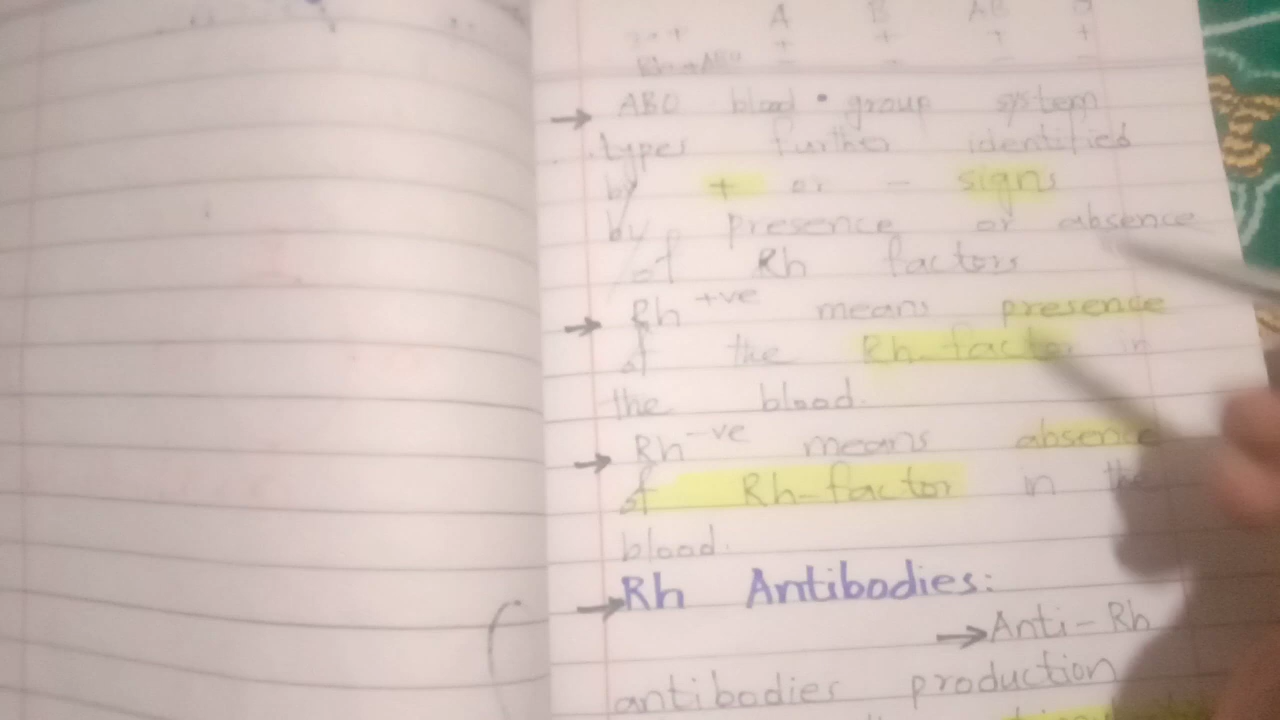 A B AB
+ + + +
- - -
→ ABO blood group system
types further identified
by + or - signs
by presence or absence
of Rh factors
→ Rh +ve means presence
of the Rh-factor in
the blood.
→ Rh -ve means absence
of Rh-factor in the
blood.
→ Rh Antibodies:
→ Anti-Rh
antibodies production